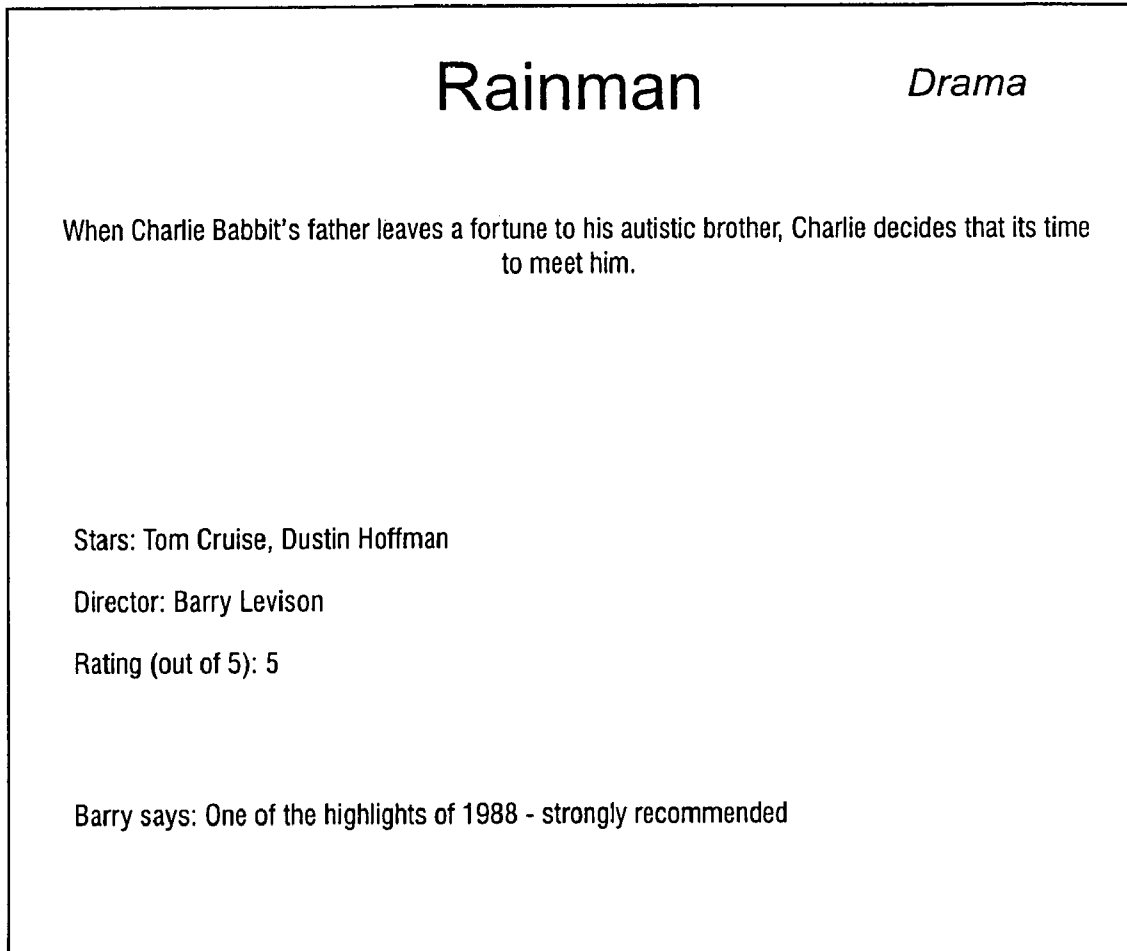 Rainman Drama
When Charlie Babbit's father leaves a fortune to his autistic brother, Charlie decides that its time
to meet him.
Stars: Tom Cruise, Dustin Hoffman
Director: Barry Levison
Rating (out of 5): 5
Barry says: One of the highlights of 1988 - strongly recommended